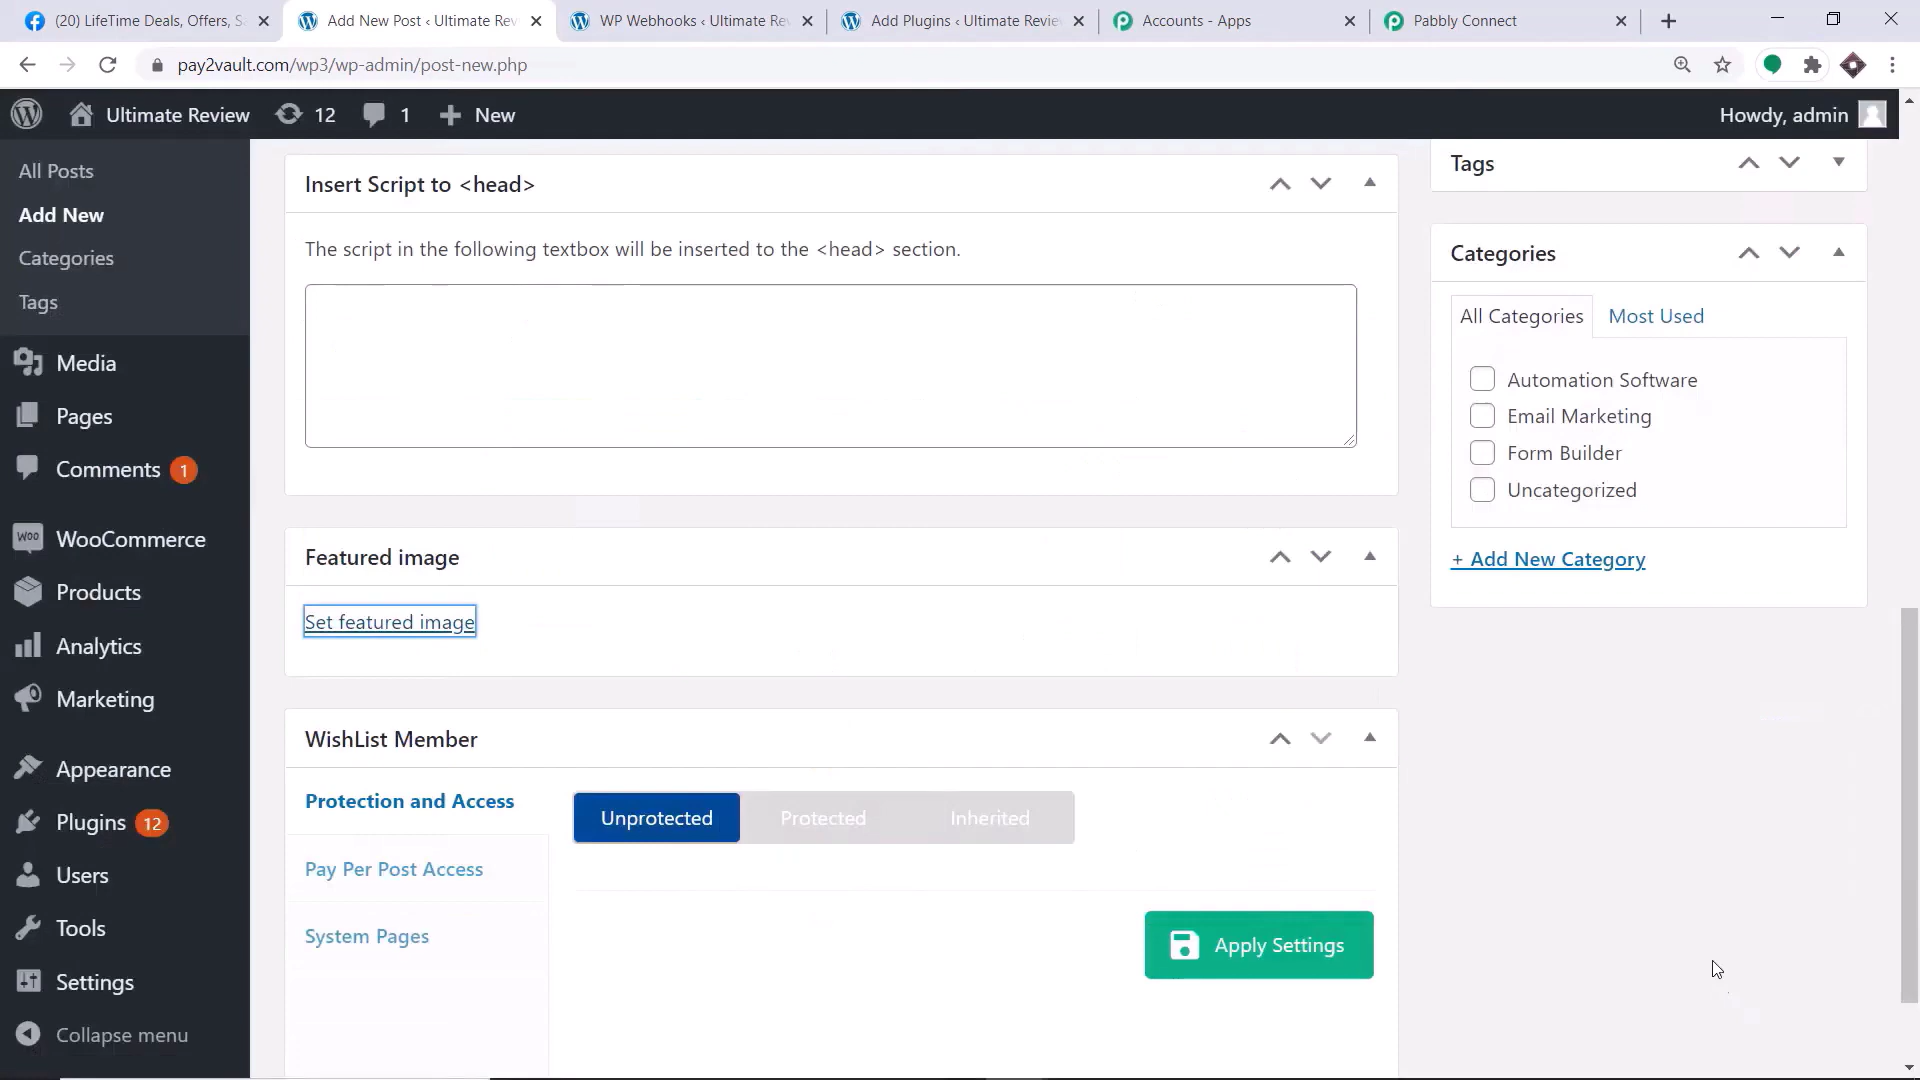 (20) LifeTime Deals, Offers, S
Add New Post ‹ Ultimate Rev
WP Webhooks ‹ Ultimate Re
Add Plugins ‹ Ultimate Revie
Accounts - Apps
Pabbly Connect
pay2vault.com/wp3/wp-admin/post-new.php
Ultimate Review
12
1
New
Howdy, admin
All Posts
Add New
Categories
Tags
Media
Pages
Comments 1
WOO WooCommerce
Products
Analytics
Marketing
Appearance
Plugins 12
Users
Tools
Settings
Collapse menu
Insert Script to <head>
The script in the following textbox will be inserted to the <head> section.
Featured image
Set featured image
WishList Member
Protection and Access
Pay Per Post Access
System Pages
Unprotected
Protected
Inherited
Apply Settings
Tags
Categories
All Categories
Most Used
Automation Software
Email Marketing
Form Builder
Uncategorized
+ Add New Category